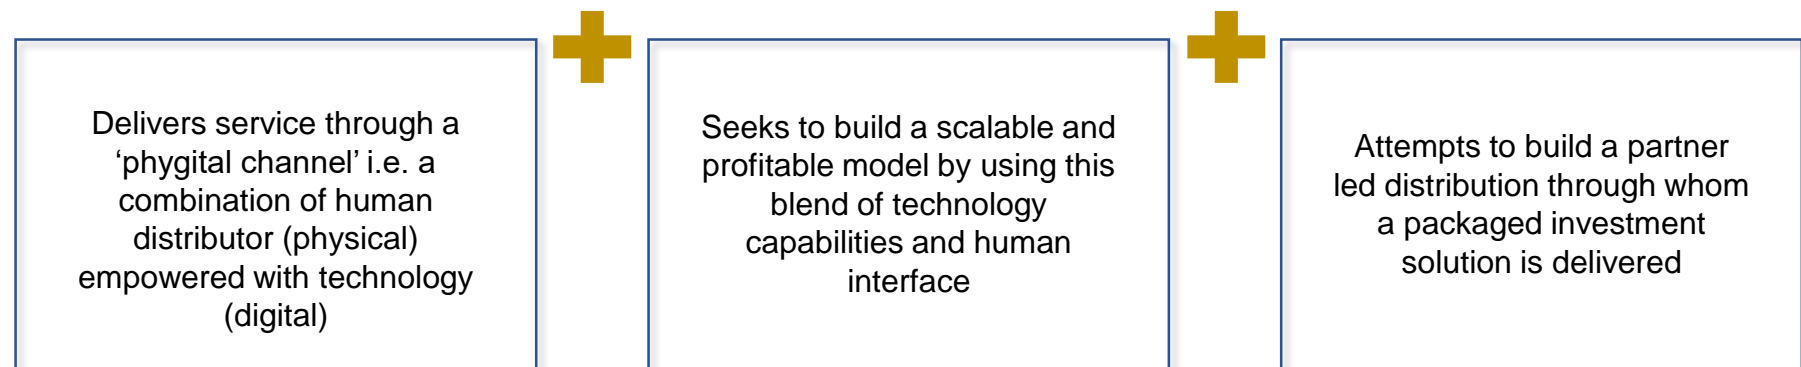 Delivers service through a
‘phygital channel’ i.e. a
combination of human
distributor (physical)
empowered with technology
(digital)
Seeks to build a scalable and
profitable model by using this
blend of technology
capabilities and human
interface
Attempts to build a partner
led distribution through whom
a packaged investment
solution is delivered